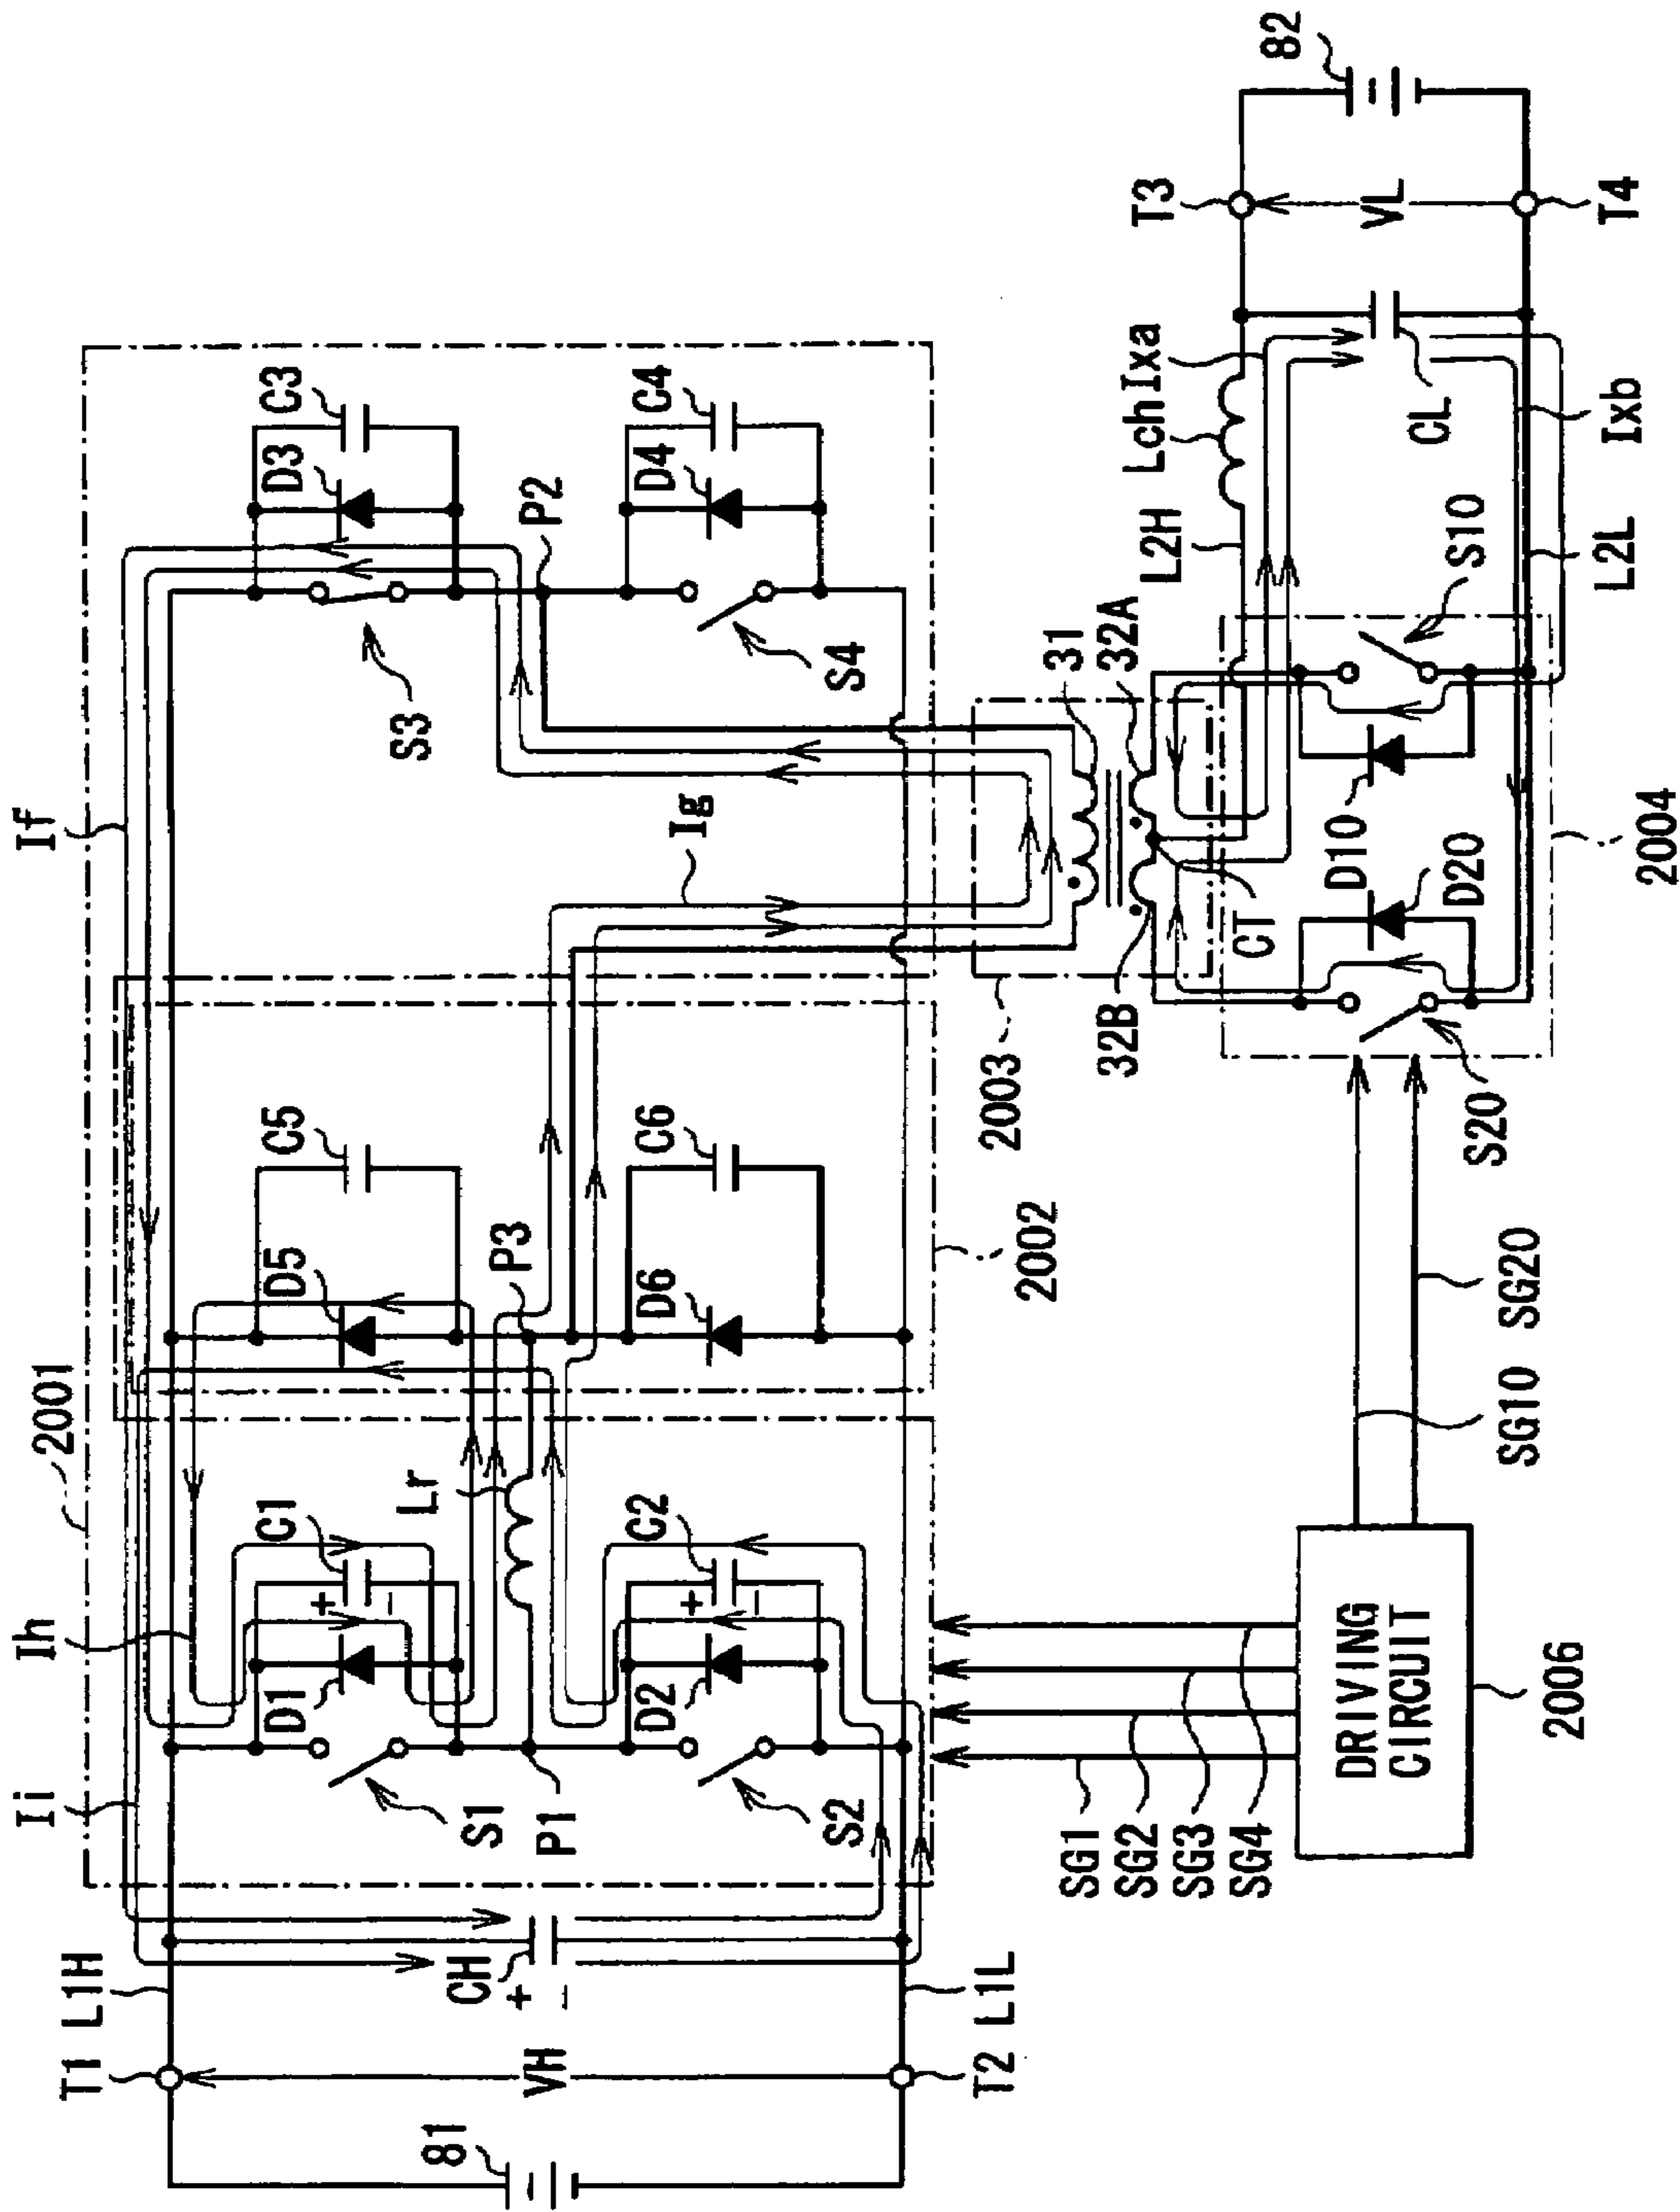 If
Ii
Ih
2001
T1
L1H
81
VH
CH
+
−
T2
L1L
S1
D1
C1
+
−
P1
Lr
S2
D2
C2
+
−
D5
C5
P3
D6
C6
2002
S3
D3
C3
P2
S4
D4
C4
Ig
2003
31
32A
32B
CT
L2H
Lch
Ixa
T3
82
VL
CL
T4
Ixb
L2L
S10
D10
D20
S20
2004
SG1
SG2
SG3
SG4
DRIVING
CIRCUIT
2006
SG10
SG20